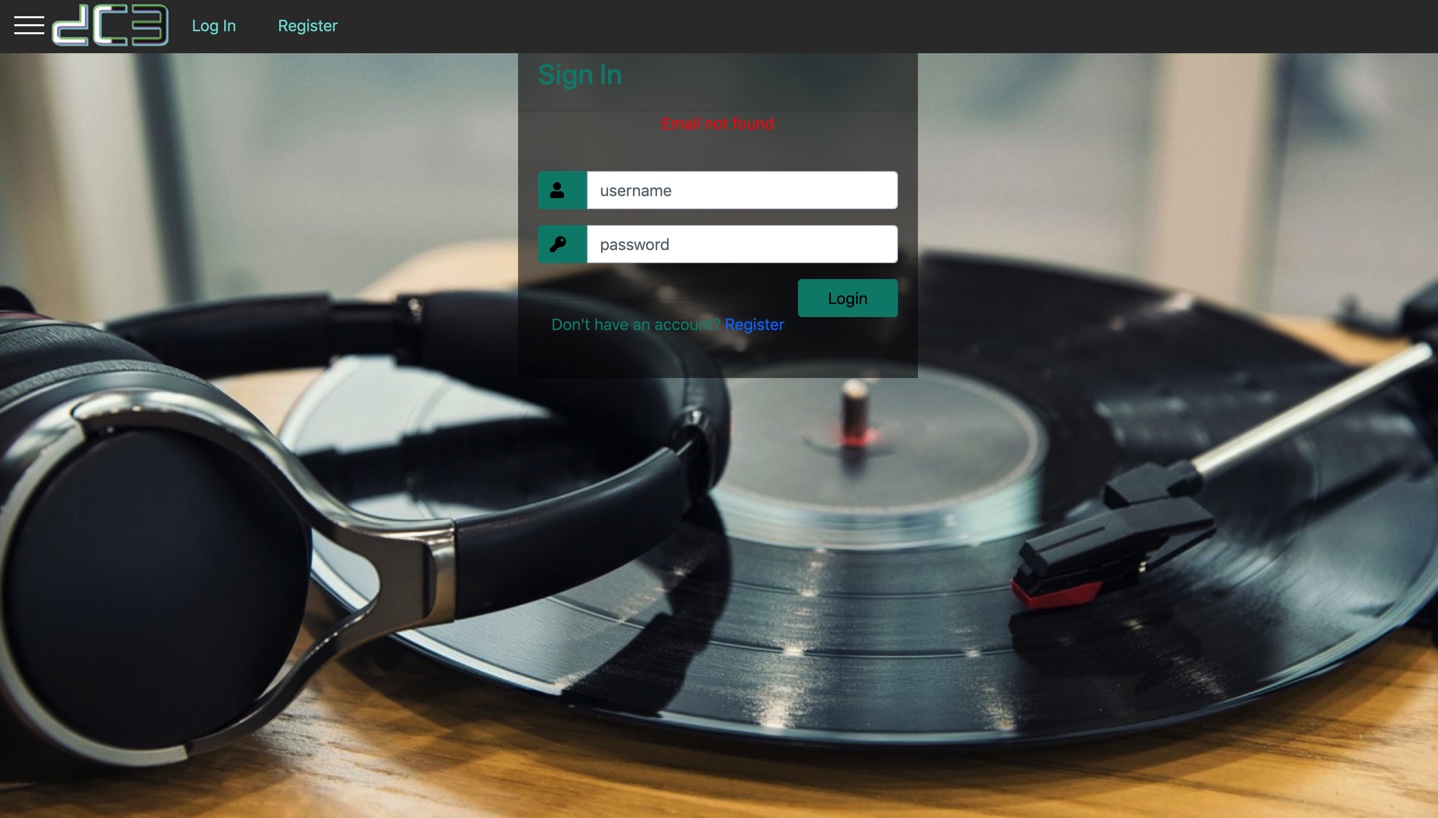 dC3 Log In Register
Sign In
Email not found
username
password
Login
Don't have an account? Register